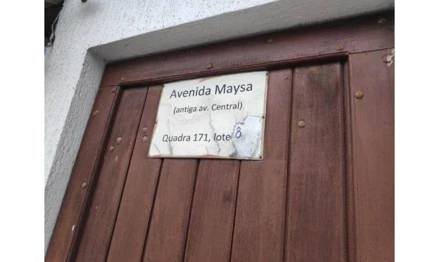 Avenida Maysa
(antiga av. Central)
Quadra 171, lote 8